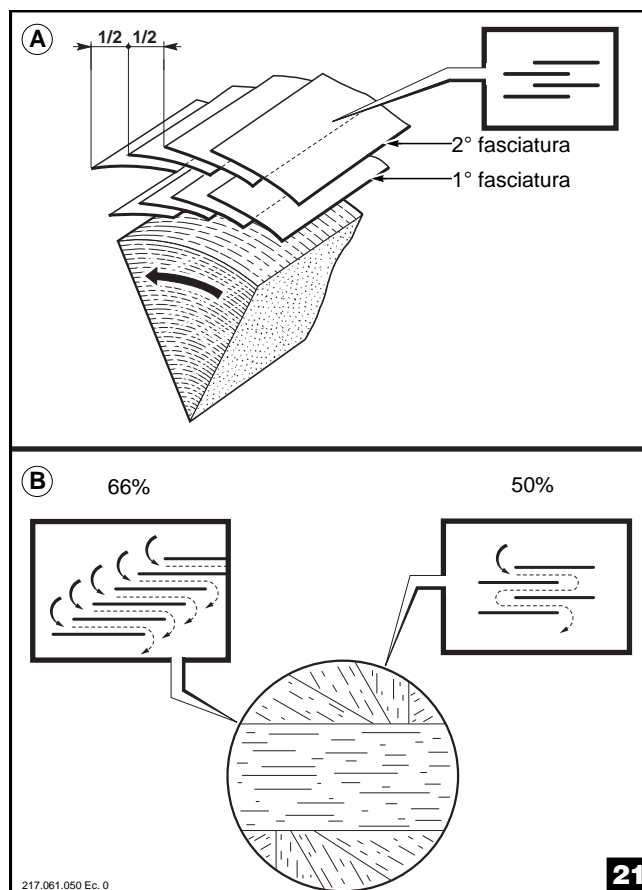 A
1/2 1/2
2° fasciatura
1° fasciatura
B
66% 50%
217.061.050 Ec. 0
21